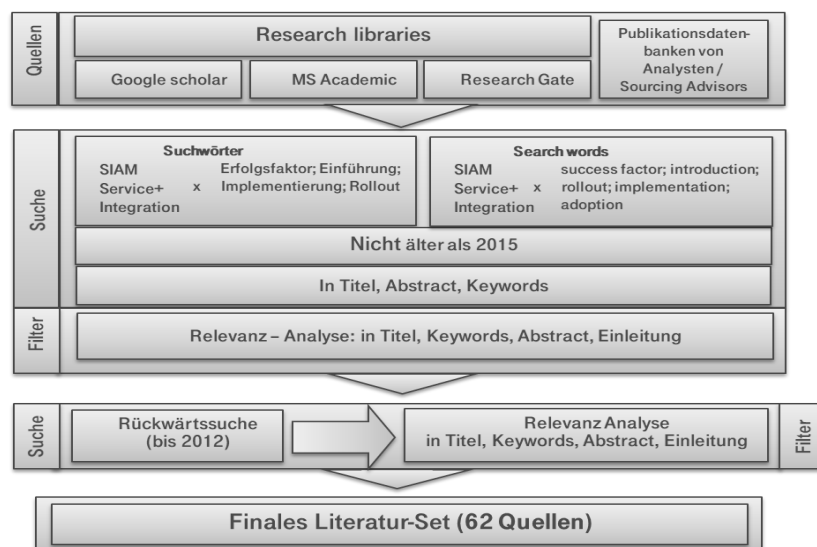 Quellen
Research libraries
Google scholar
MS Academic
Research Gate
Publikationsdaten-
banken von
Analysten /
Sourcing Advisors
Suche
Suchwörter
SIAM
Service+
Integration
x
Erfolgsfaktor; Einführung;
Implementierung; Rollout
Search words
SIAM
Service+
Integration
x
success factor; introduction;
rollout; implementation;
adoption
Nicht älter als 2015
In Titel, Abstract, Keywords
Filter
Relevanz – Analyse: in Titel, Keywords, Abstract, Einleitung
Suche
Rückwärtssuche
(bis 2012)
Relevanz Analyse
in Titel, Keywords, Abstract, Einleitung
Filter
Finales Literatur-Set (62 Quellen)